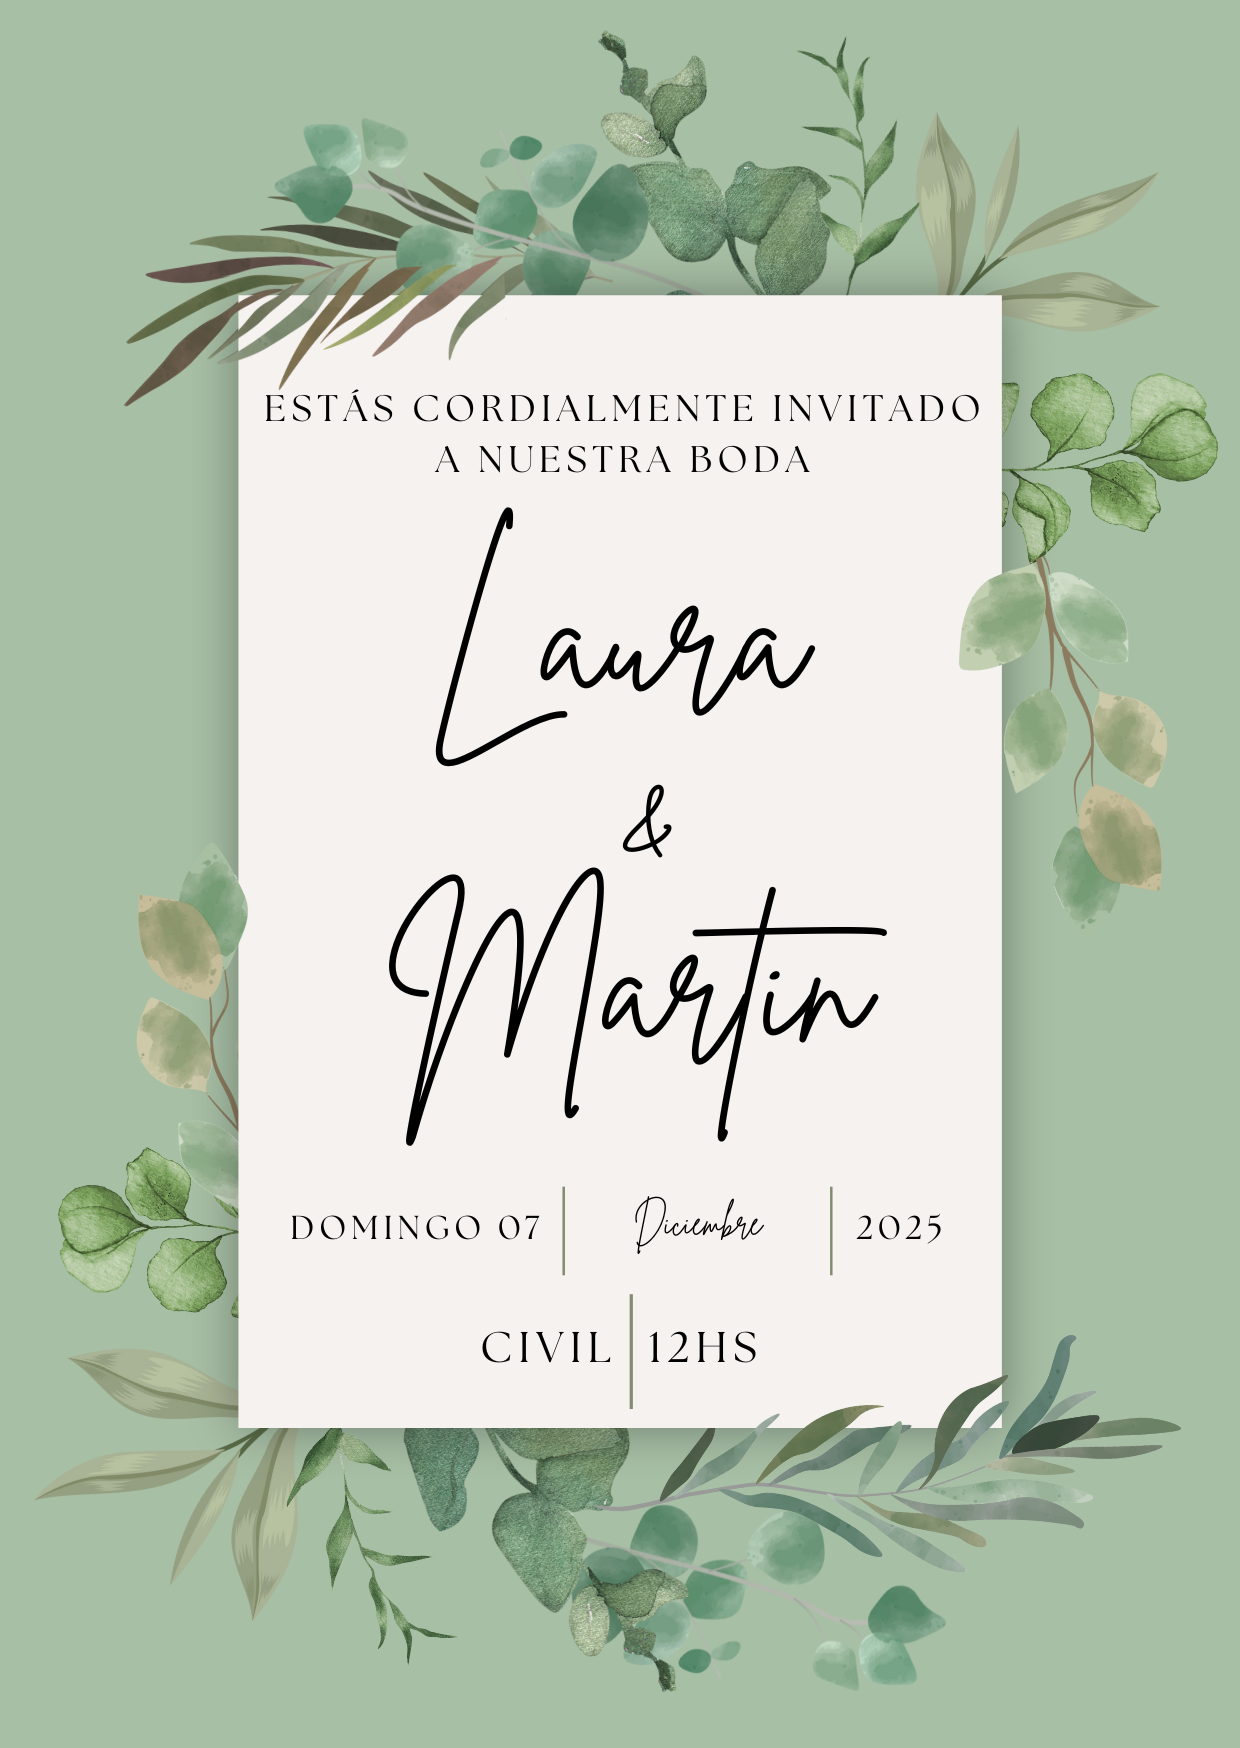 ESTÁS CORDIALMENTE INVITADO
A NUESTRA BODA
Laura
&
Martin
DOMINGO 07 Diciembre 2025
CIVIL 12HS